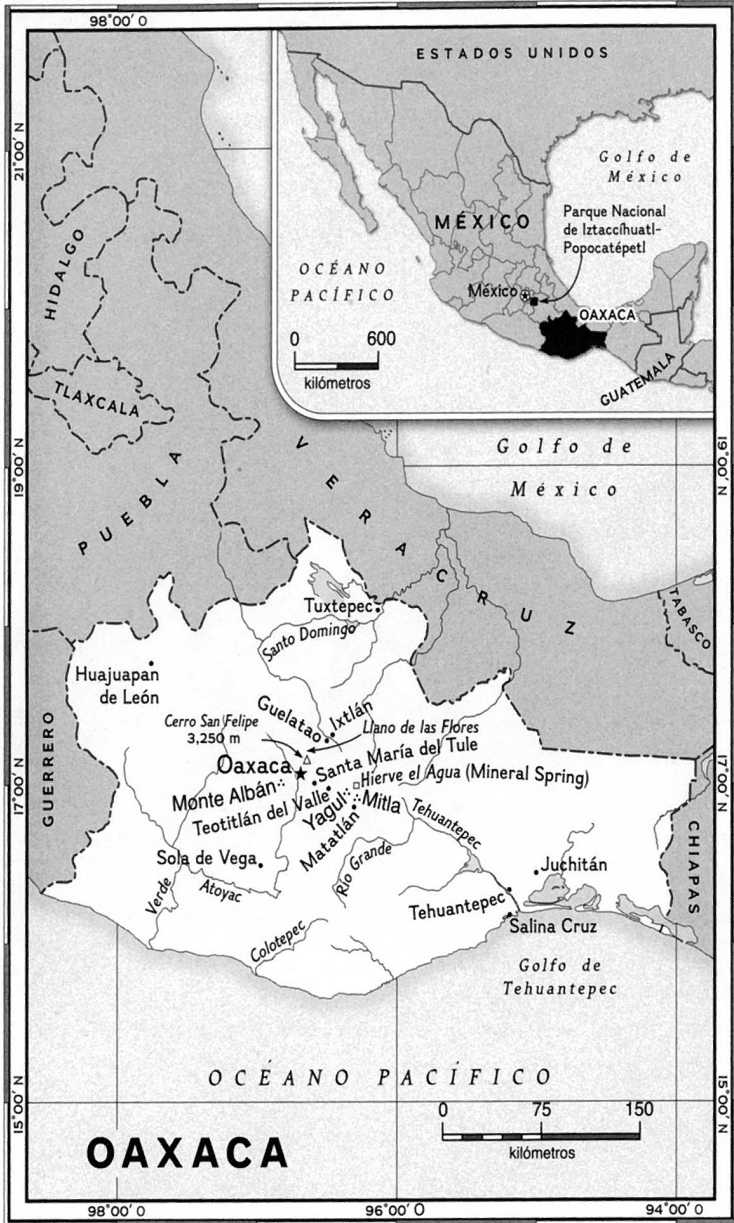 98°00′ O
ESTADOS UNIDOS
Golfo de
México
MÉXICO
Parque Nacional
de Iztaccíhuatl-
Popocatépetl
OCÉANO
PACÍFICO
México
OAXACA
0 600
kilómetros
GUATEMALA
21°00′ N
HIDALGO
TLAXCALA
PUEBLA
VERACRUZ
Golfo de
México
19°00′ N
19°00′ N
TABASCO
Tuxtepec
Santo Domingo
Huajuapan
de León
GUERRERO
Guelatao
Ixtlán
Cerro San Felipe
3,250 m
Llano de las Flores
Oaxaca
Santa María del Tule
Hierve el Agua (Mineral Spring)
Monte Albán
Teotitlán del Valle
Yagul
Mitla
Matatlán
Tehuantepec
17°00′ N
17°00′ N
CHIAPAS
Sola de Vega
Río Grande
Juchitán
Verde
Atoyac
Tehuantepec
Salina Cruz
Colotepec
Golfo de
Tehuantepec
OCÉANO PACÍFICO
15°00′ N
15°00′ N
0 75 150
kilómetros
OAXACA
98°00′ O
96°00′ O
94°00′ O